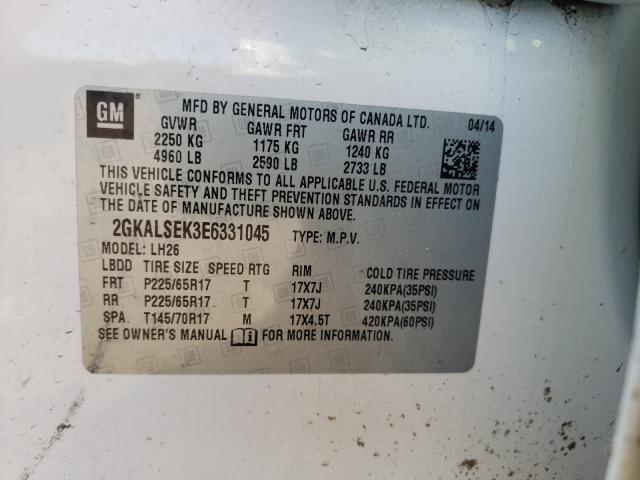 GM
MFD BY GENERAL MOTORS OF CANADA LTD. 04/14
GVWR GAWR FRT GAWR RR
2250 KG 1175 KG 1240 KG
4960 LB 2590 LB 2733 LB
THIS VEHICLE CONFORMS TO ALL APPLICABLE U.S. FEDERAL MOTOR
VEHICLE SAFETY AND THEFT PREVENTION STANDARDS IN EFFECT ON
THE DATE OF MANUFACTURE SHOWN ABOVE.
2GKALSEK3E6331045 TYPE: M.P.V.
MODEL: LH26
LBDD TIRE SIZE SPEED RTG RIM COLD TIRE PRESSURE
FRT P225/65R17 T 17X7J 240KPA(35PSI)
RR P225/65R17 T 17X7J 240KPA(35PSI)
SPA T145/70R17 M 17X4.5T 420KPA(60PSI)
SEE OWNER'S MANUAL FOR MORE INFORMATION.